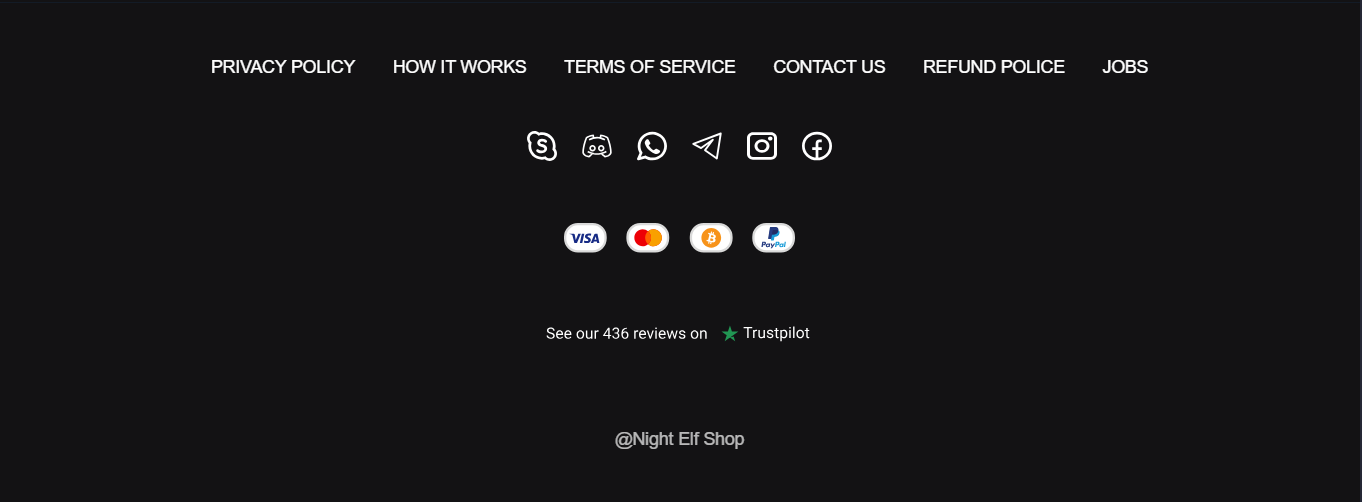 PRIVACY POLICY HOW IT WORKS TERMS OF SERVICE CONTACT US REFUND POLICE JOBS
VISA PayPal
See our 436 reviews on Trustpilot
@Night Elf Shop